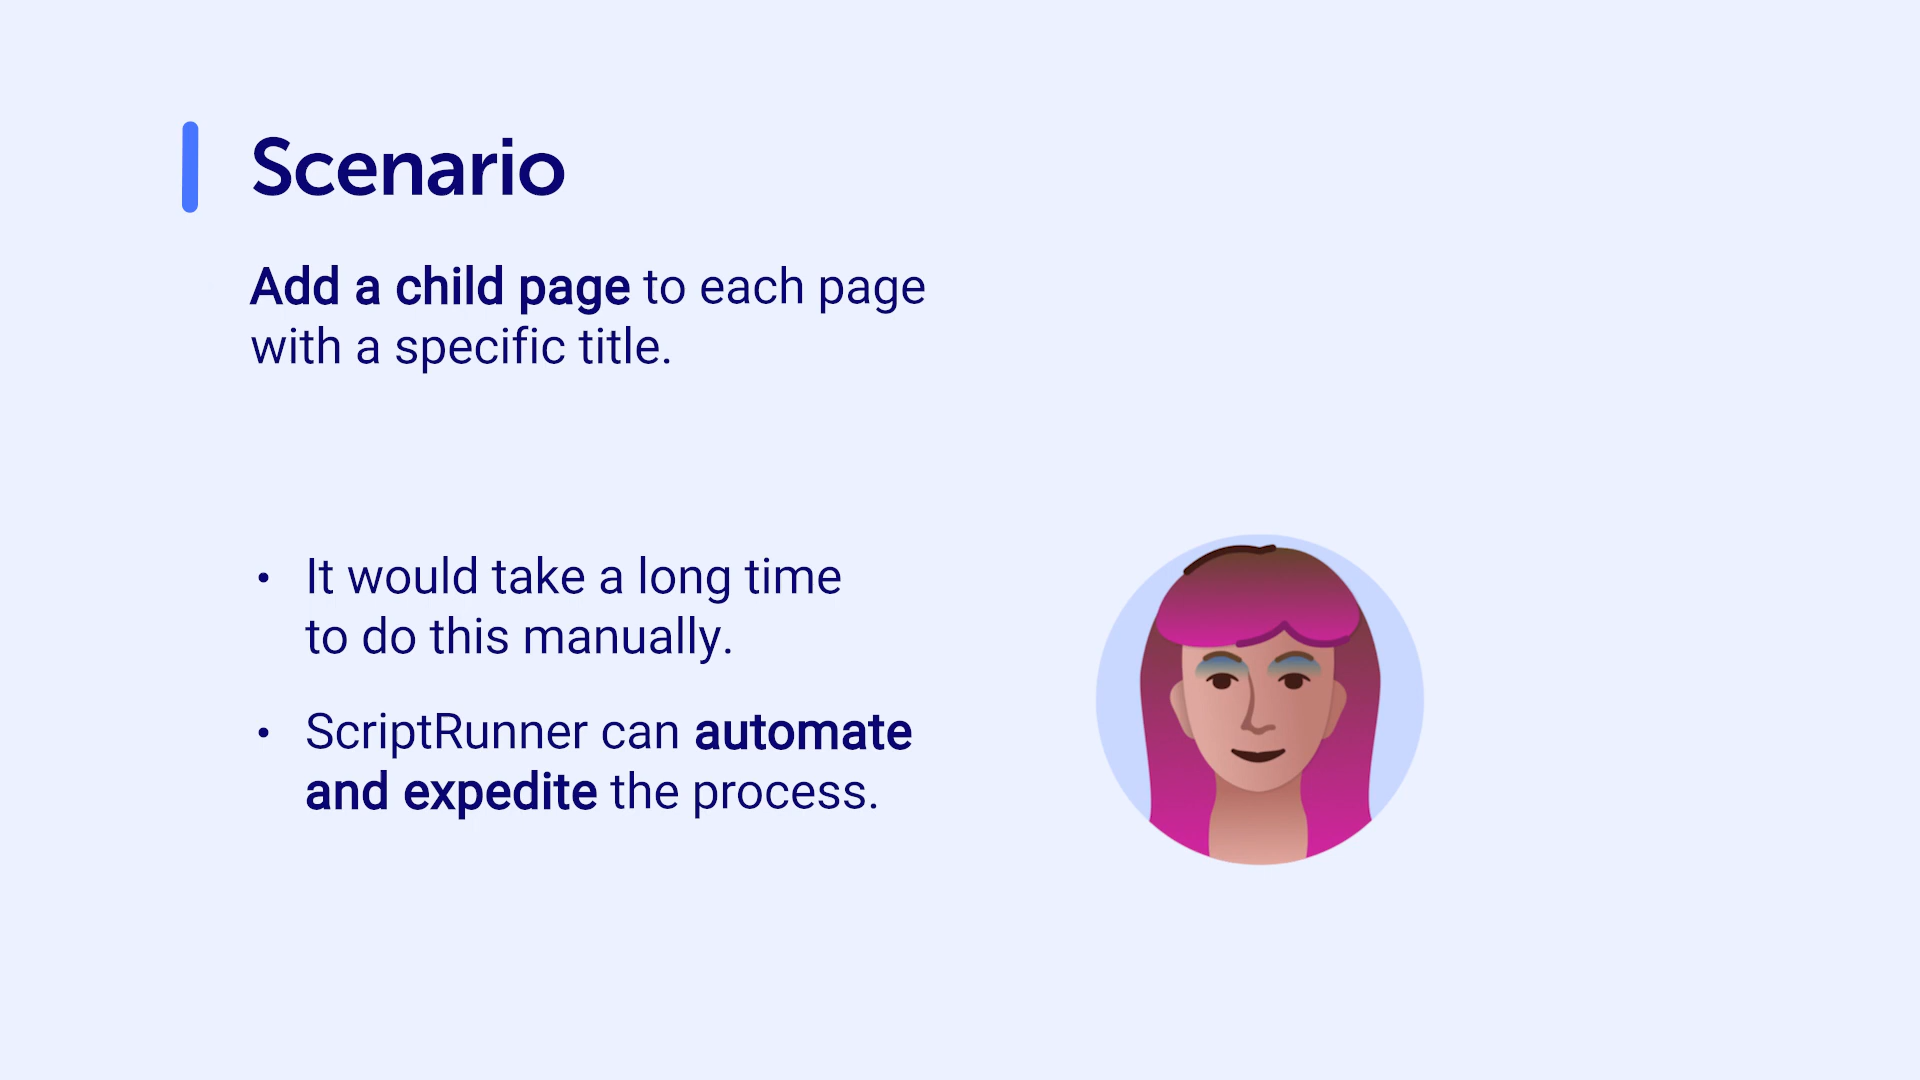 Scenario
Add a child page to each page
with a specific title.
• It would take a long time
to do this manually.
• ScriptRunner can automate
and expedite the process.